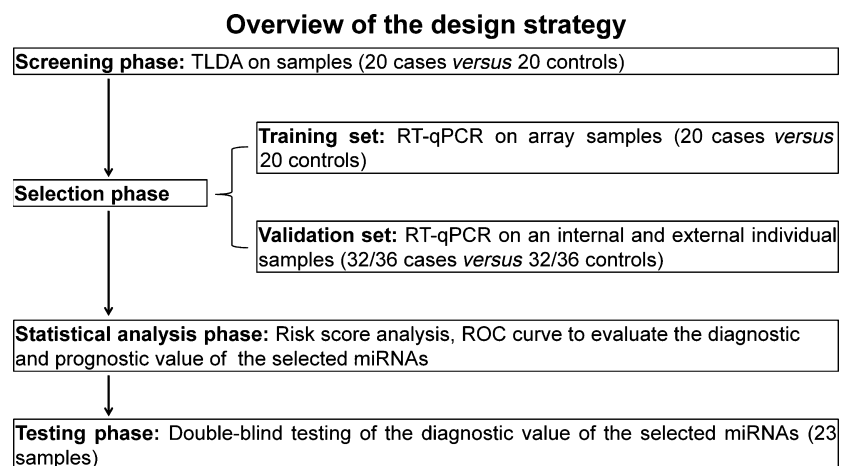 Overview of the design strategy
Screening phase: TLDA on samples (20 cases versus 20 controls)
Training set: RT-qPCR on array samples (20 cases versus
20 controls)
Selection phase
Validation set: RT-qPCR on an internal and external individual
samples (32/36 cases versus 32/36 controls)
Statistical analysis phase: Risk score analysis, ROC curve to evaluate the diagnostic
and prognostic value of the selected miRNAs
Testing phase: Double-blind testing of the diagnostic value of the selected miRNAs (23
samples)